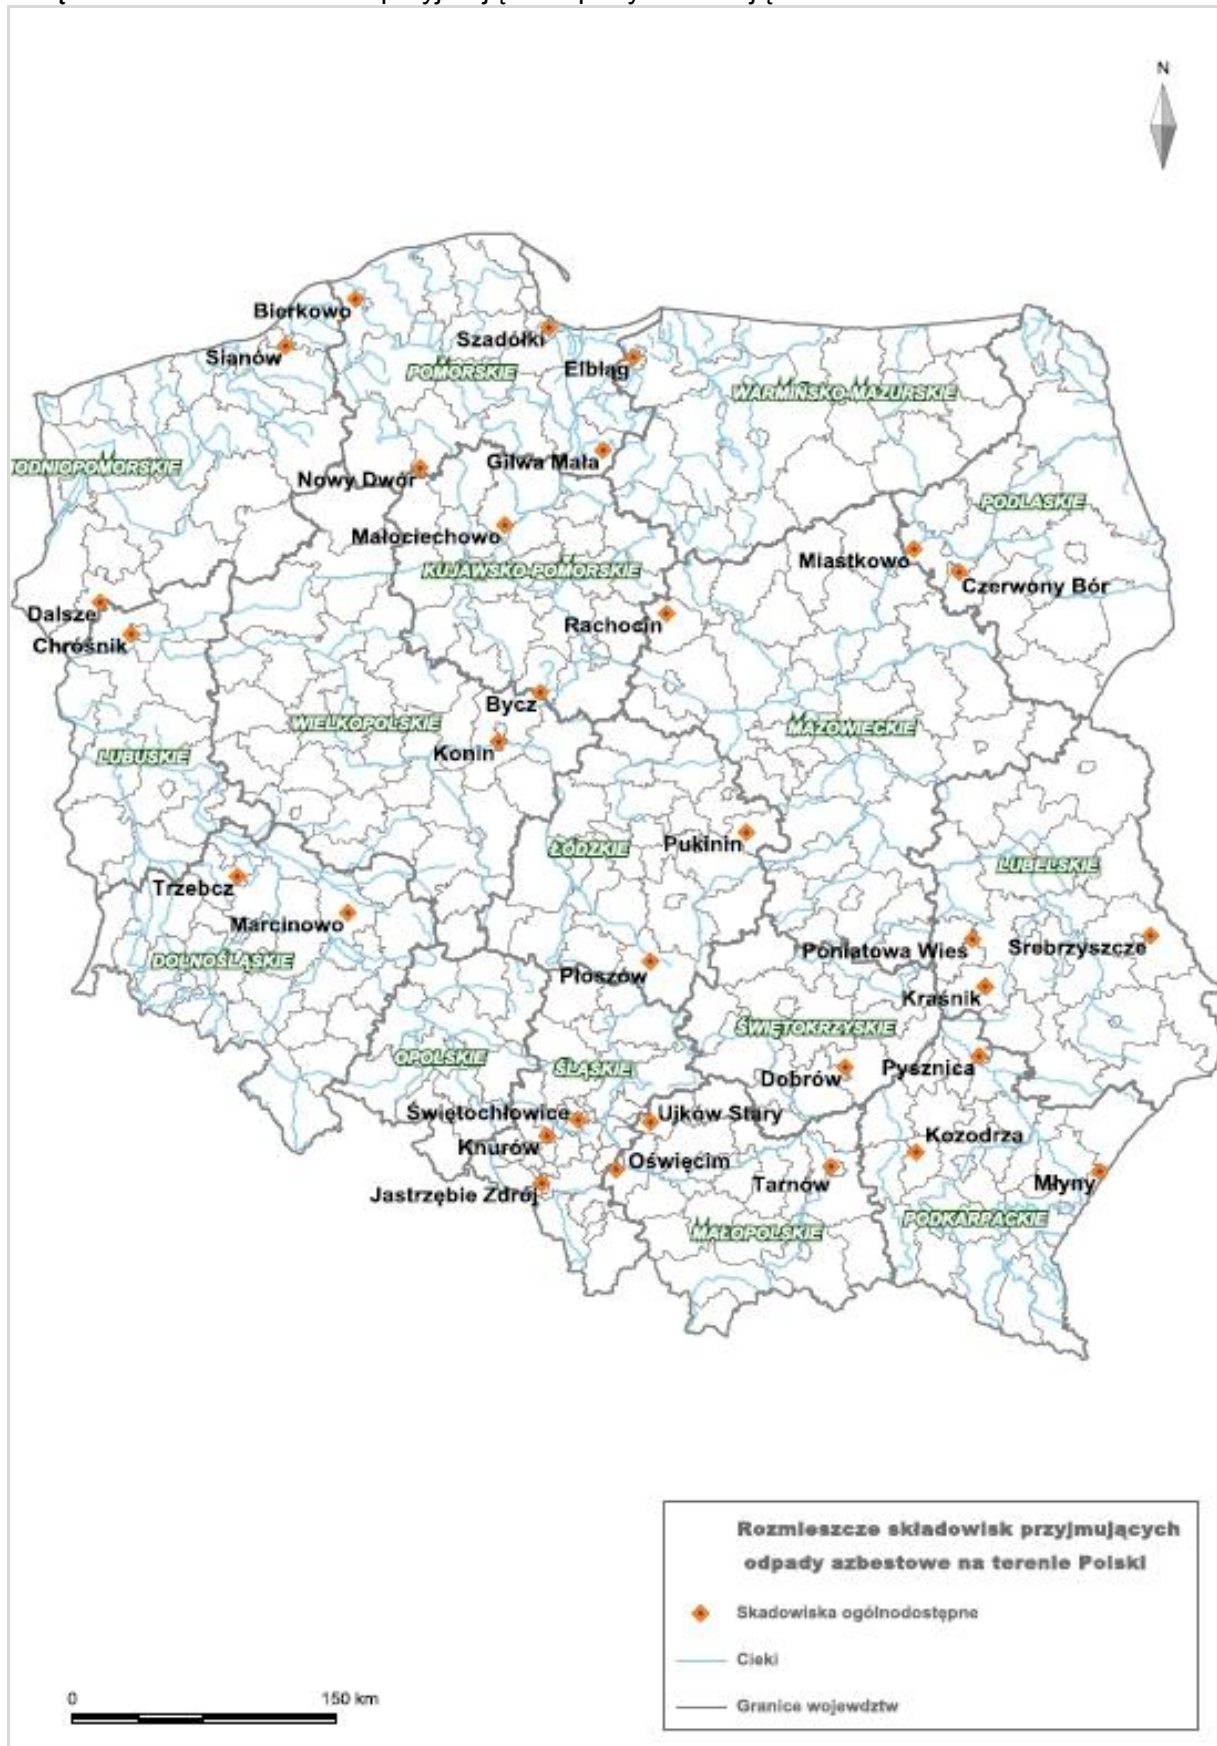 N
Bierkowo
Szadółki
Sianów
Elbląg
POMORSKIE
WARMIŃSKO-MAZURSKIE
ODNIOPOMORSKIE
Gilwa Mała
Nowy Dwór
PODLASKIE
Małociechowo
Miastkowo
KUJAWSKO-POMORSKIE
Czerwony Bór
Dalsze
Rachocin
Chróśnik
Bycz
WIELKOPOLSKIE
MAZOWIECKIE
Konin
LUBUSKIE
Pukinin
ŁÓDZKIE
LUBELSKIE
Trzebcz
Marcinowo
Poniatowa Wieś
Srebrzyszcze
DOLNOŚLĄSKIE
Płoszów
Kraśnik
ŚWIĘTOKRZYSKIE
OPOLSKIE
ŚLĄSKIE
Pysznica
Dobrów
Świętochłowice
Ujków Stary
Kozodrza
Knurów
Oświęcim
Tarnów
Młyny
Jastrzębie Zdrój
PODKARPACKIE
MAŁOPOLSKIE
Rozmieszcze składowisk przyjmujących
odpady azbestowe na terenie Polski
Skadowiska ogólnodostępne
Cieki
Granice wojewdztw
0 150 km